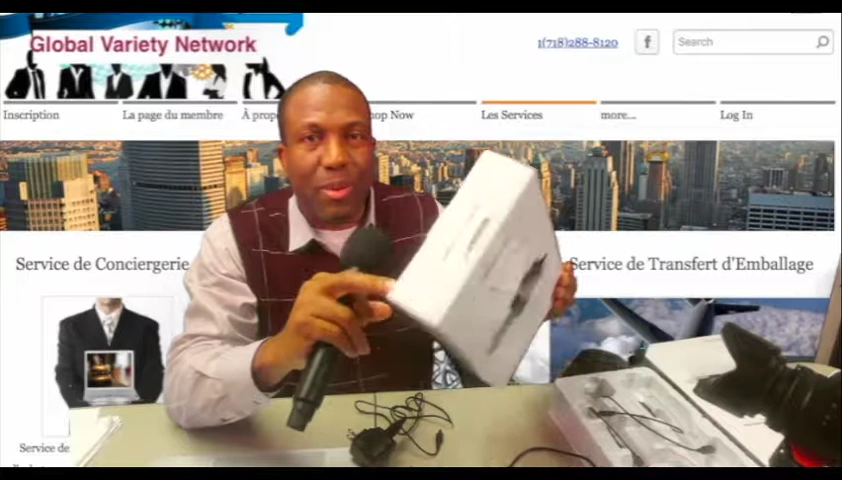 Global Variety Network
1(718)288-8120
f
Search
Inscription
La page du membre
À
hop Now
Les Services
more...
Log In
Service de Conciergerie
Service de Transfert d'Emballage
Service de